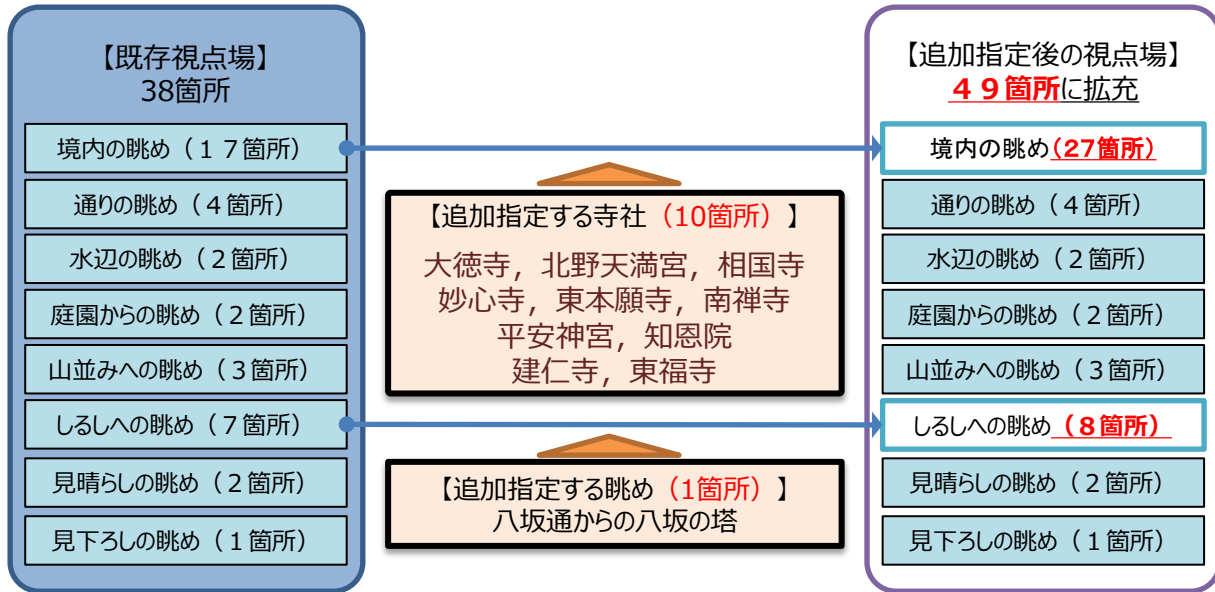 【既存視点場】
38箇所
境内の眺め（１７箇所）
通りの眺め（４箇所）
水辺の眺め（２箇所）
庭園からの眺め（２箇所）
山並みへの眺め（３箇所）
しるしへの眺め（７箇所）
見晴らしの眺め（２箇所）
見下ろしの眺め（１箇所）
【追加指定する寺社（10箇所）】
大徳寺，北野天満宮，相国寺
妙心寺，東本願寺，南禅寺
平安神宮，知恩院
建仁寺，東福寺
【追加指定する眺め（1箇所）】
八坂通からの八坂の塔
【追加指定後の視点場】
４９箇所に拡充
境内の眺め（27箇所）
通りの眺め（４箇所）
水辺の眺め（２箇所）
庭園からの眺め（２箇所）
山並みへの眺め（３箇所）
しるしへの眺め（８箇所）
見晴らしの眺め（２箇所）
見下ろしの眺め（１箇所）